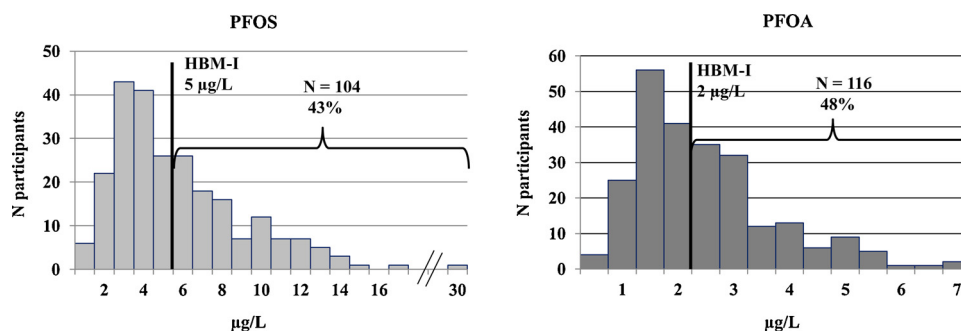 PFOS
50
40
30
20
10
0
N participants
HBM-I
5 µg/L
N = 104
43%
2 4 6 8 10 12 14 16 30
µg/L
PFOA
60
50
40
30
20
10
0
N participants
HBM-I
2 µg/L
N = 116
48%
1 2 3 4 5 6 7
µg/L